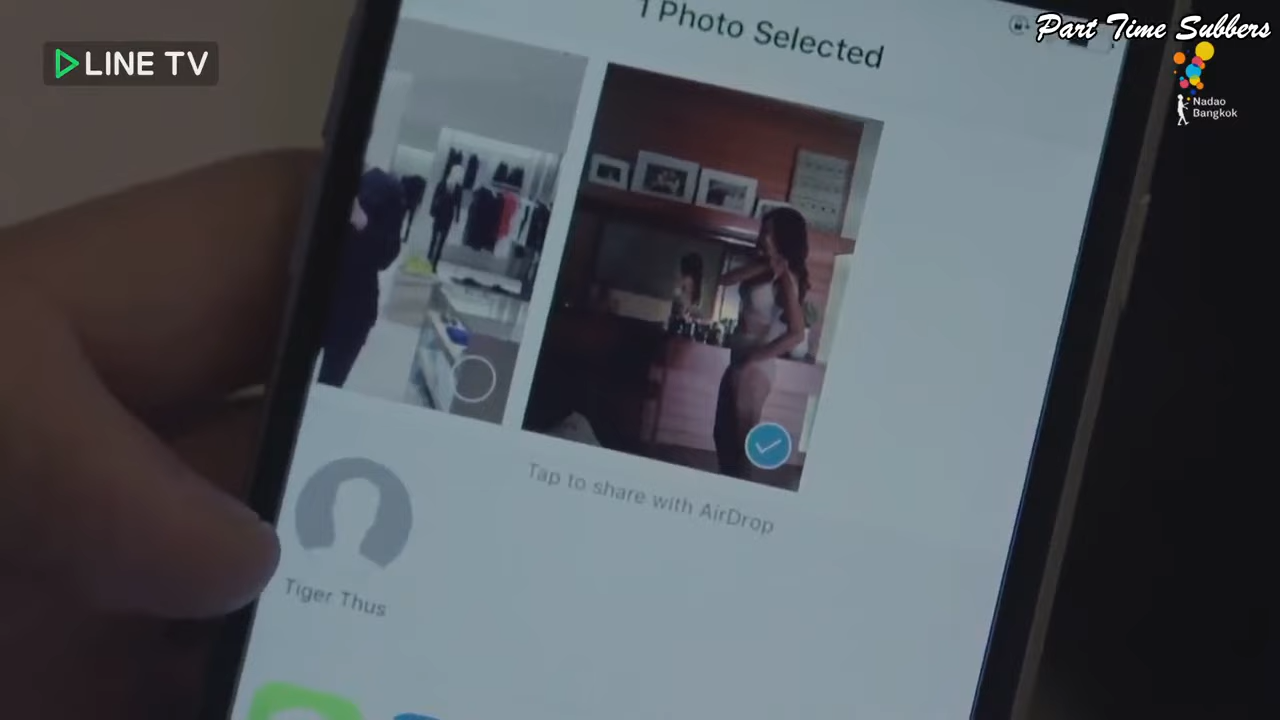 LINE TV
Part Time Subbers
Nadao
Bangkok
1 Photo Selected
Tap to share with AirDrop
Tiger Thus